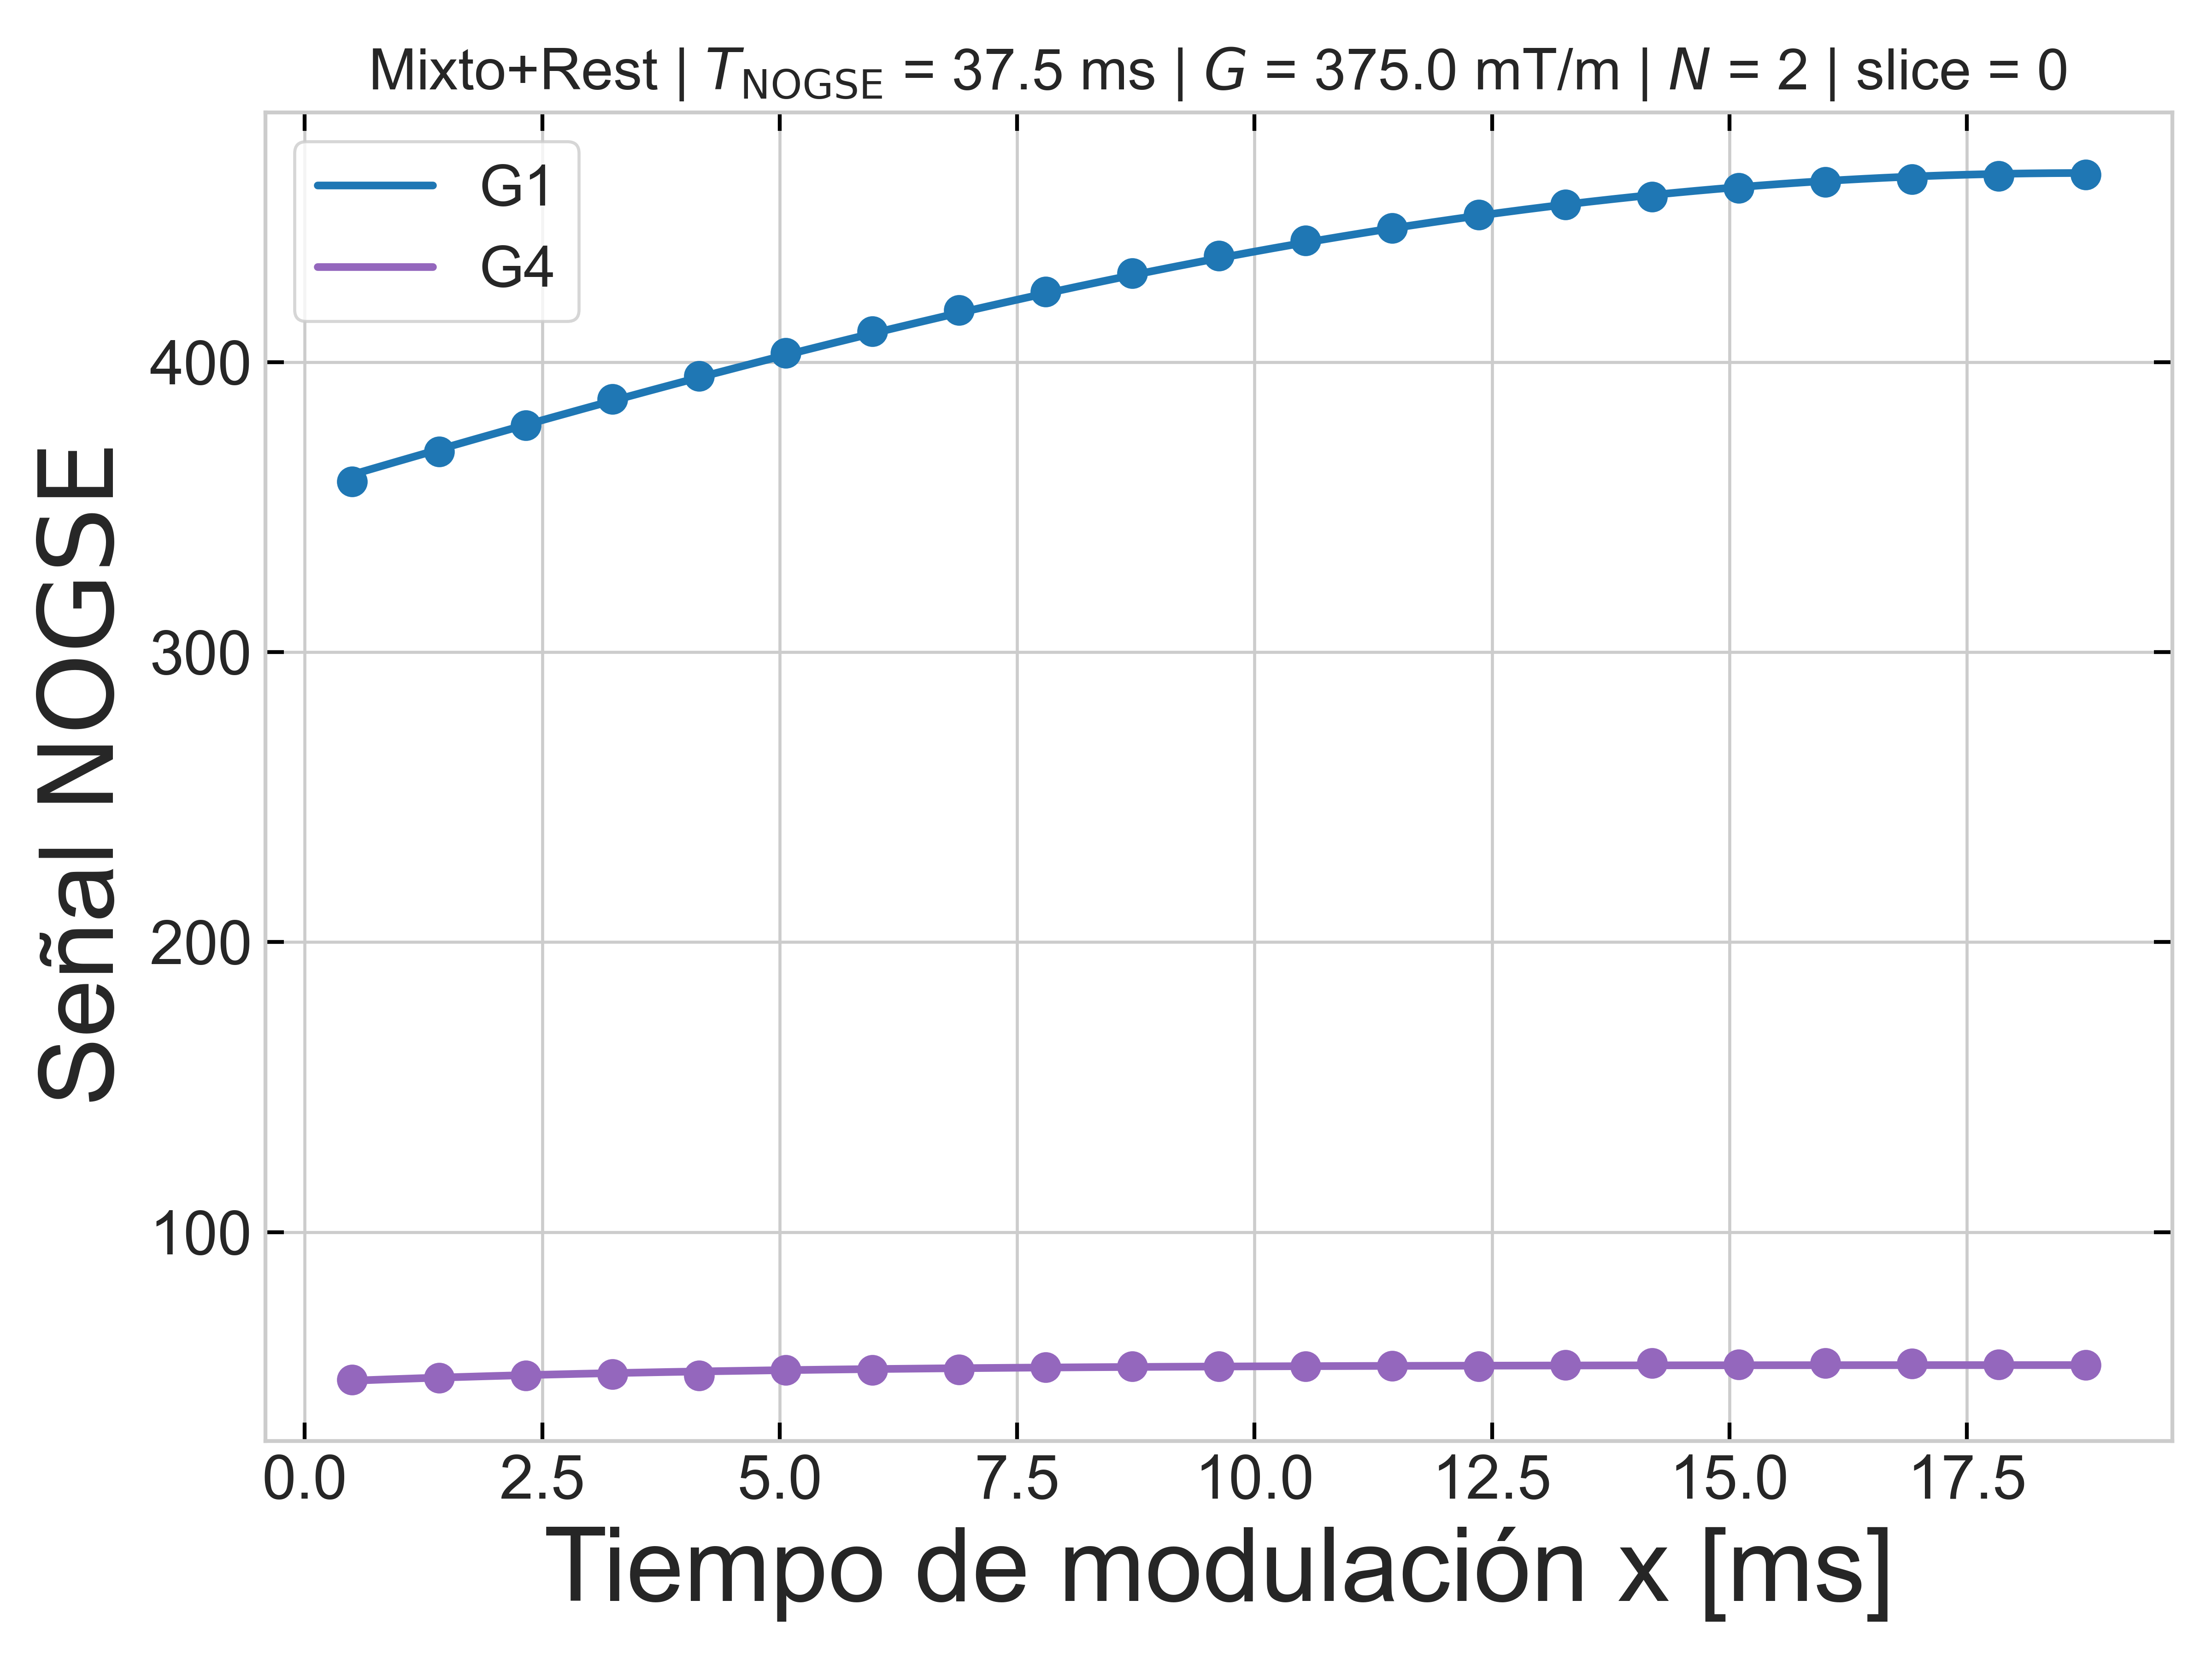 Mixto+Rest | T_NOGSE = 37.5 ms | G = 375.0 mT/m | N = 2 | slice = 0
G1
G4
Señal NOGSE
400
300
200
100
0.0 2.5 5.0 7.5 10.0 12.5 15.0 17.5
Tiempo de modulación x [ms]